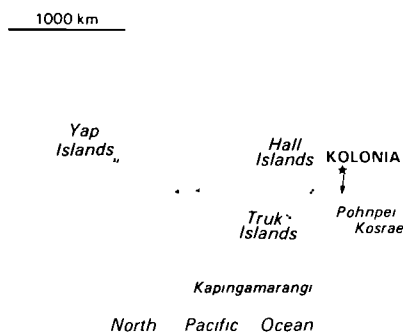 1000 km
Yap
Islands
Hall
Islands
KOLONIA
Truk
Islands
Pohnpei
Kosrae
Kapingamarangi
North Pacific Ocean